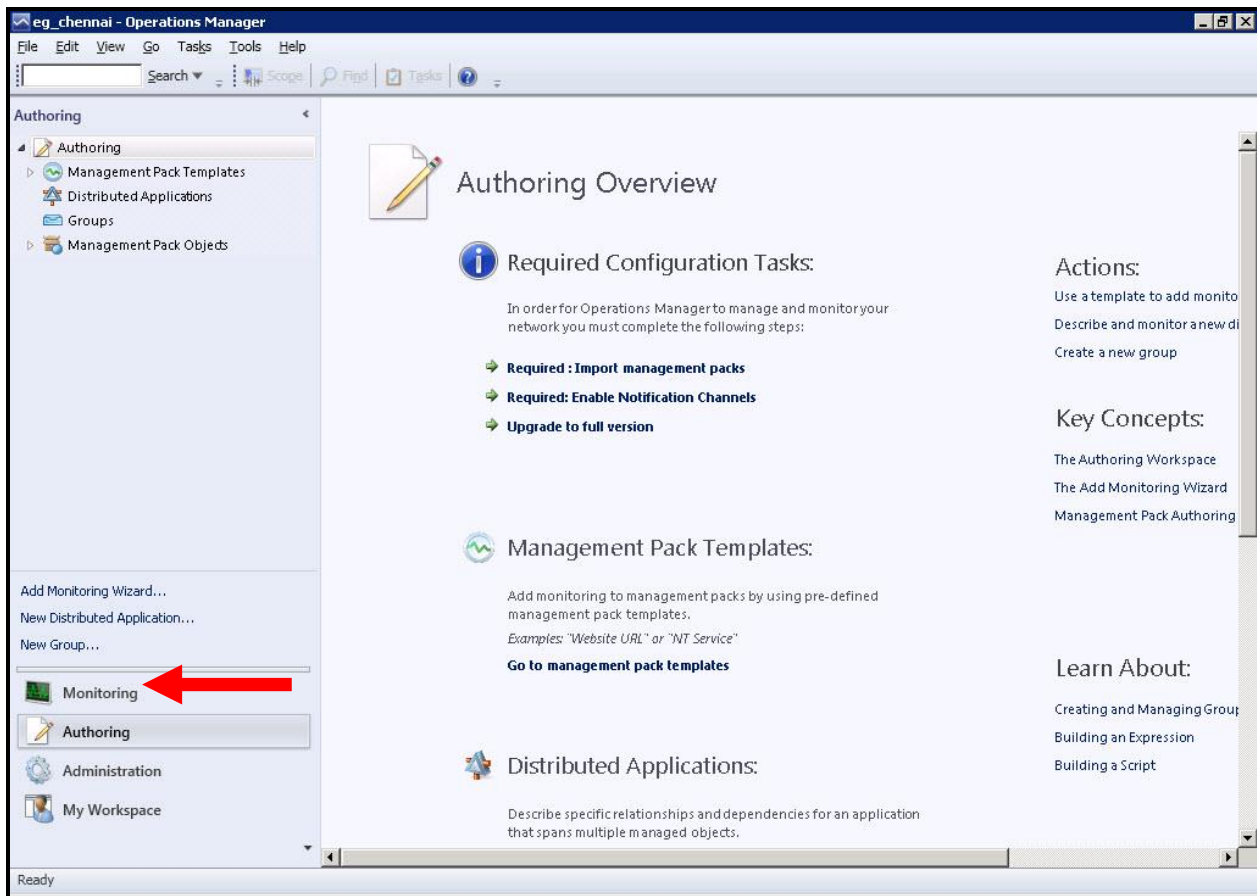 eg_chennai - Operations Manager
File Edit View Go Tasks Tools Help
Search Scope Find Tasks
Authoring
Authoring
Management Pack Templates
Distributed Applications
Groups
Management Pack Objects
Add Monitoring Wizard...
New Distributed Application...
New Group...
Monitoring
Authoring
Administration
My Workspace
Authoring Overview
Required Configuration Tasks:
In order for Operations Manager to manage and monitor your
network you must complete the following steps:
Required : Import management packs
Required: Enable Notification Channels
Upgrade to full version
Management Pack Templates:
Add monitoring to management packs by using pre-defined
management pack templates.
Examples: "Website URL" or "NT Service"
Go to management pack templates
Distributed Applications:
Describe specific relationships and dependencies for an application
that spans multiple managed objects.
Actions:
Use a template to add monito
Describe and monitor a new di
Create a new group
Key Concepts:
The Authoring Workspace
The Add Monitoring Wizard
Management Pack Authoring
Learn About:
Creating and Managing Group
Building an Expression
Building a Script
Ready